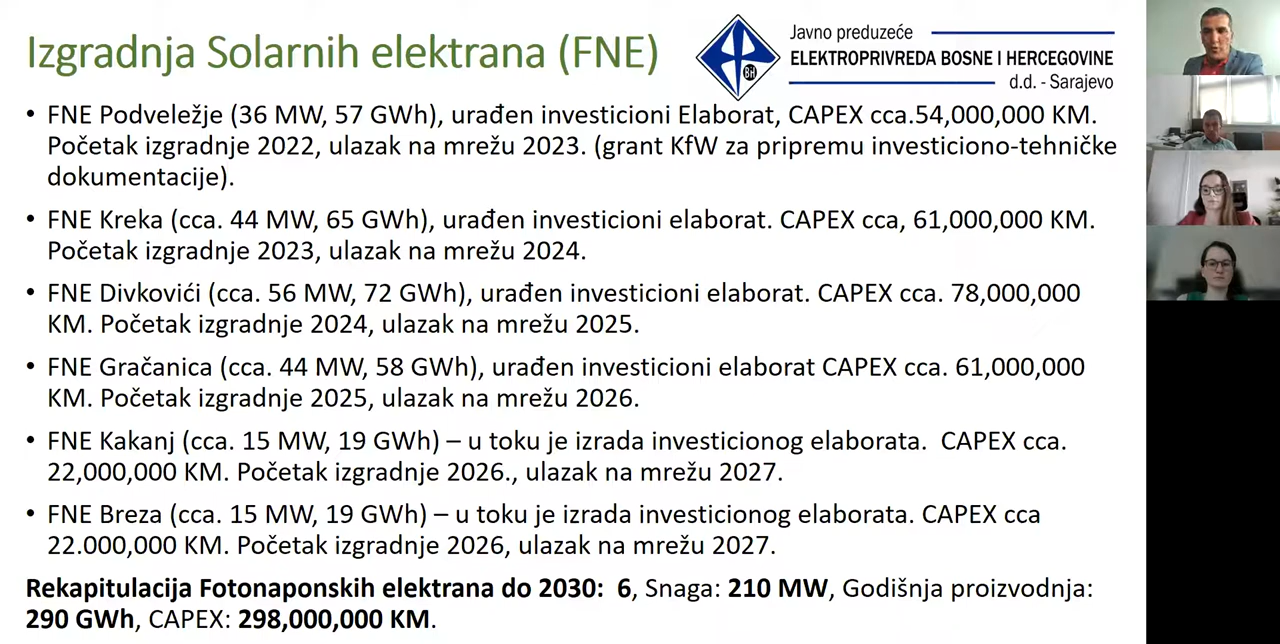 Izgradnja Solarnih elektrana (FNE)
Javno preduzeće
ELEKTROPRIVREDA BOSNE I HERCEGOVINE
d.d. - Sarajevo
BH
• FNE Podveležje (36 MW, 57 GWh), urađen investicioni Elaborat, CAPEX cca.54,000,000 KM.
Početak izgradnje 2022, ulazak na mrežu 2023. (grant KfW za pripremu investiciono-tehničke
dokumentacije).
• FNE Kreka (cca. 44 MW, 65 GWh), urađen investicioni elaborat. CAPEX cca, 61,000,000 KM.
Početak izgradnje 2023, ulazak na mrežu 2024.
• FNE Divkovići (cca. 56 MW, 72 GWh), urađen investicioni elaborat. CAPEX cca. 78,000,000
KM. Početak izgradnje 2024, ulazak na mrežu 2025.
• FNE Gračanica (cca. 44 MW, 58 GWh), urađen investicioni elaborat CAPEX cca. 61,000,000
KM. Početak izgradnje 2025, ulazak na mrežu 2026.
• FNE Kakanj (cca. 15 MW, 19 GWh) – u toku je izrada investicionog elaborata.  CAPEX cca.
22,000,000 KM. Početak izgradnje 2026., ulazak na mrežu 2027.
• FNE Breza (cca. 15 MW, 19 GWh) – u toku je izrada investicionog elaborata. CAPEX cca
22.000,000 KM. Početak izgradnje 2026, ulazak na mrežu 2027.
Rekapitulacija Fotonaponskih elektrana do 2030:  6, Snaga: 210 MW, Godišnja proizvodnja:
290 GWh, CAPEX: 298,000,000 KM.